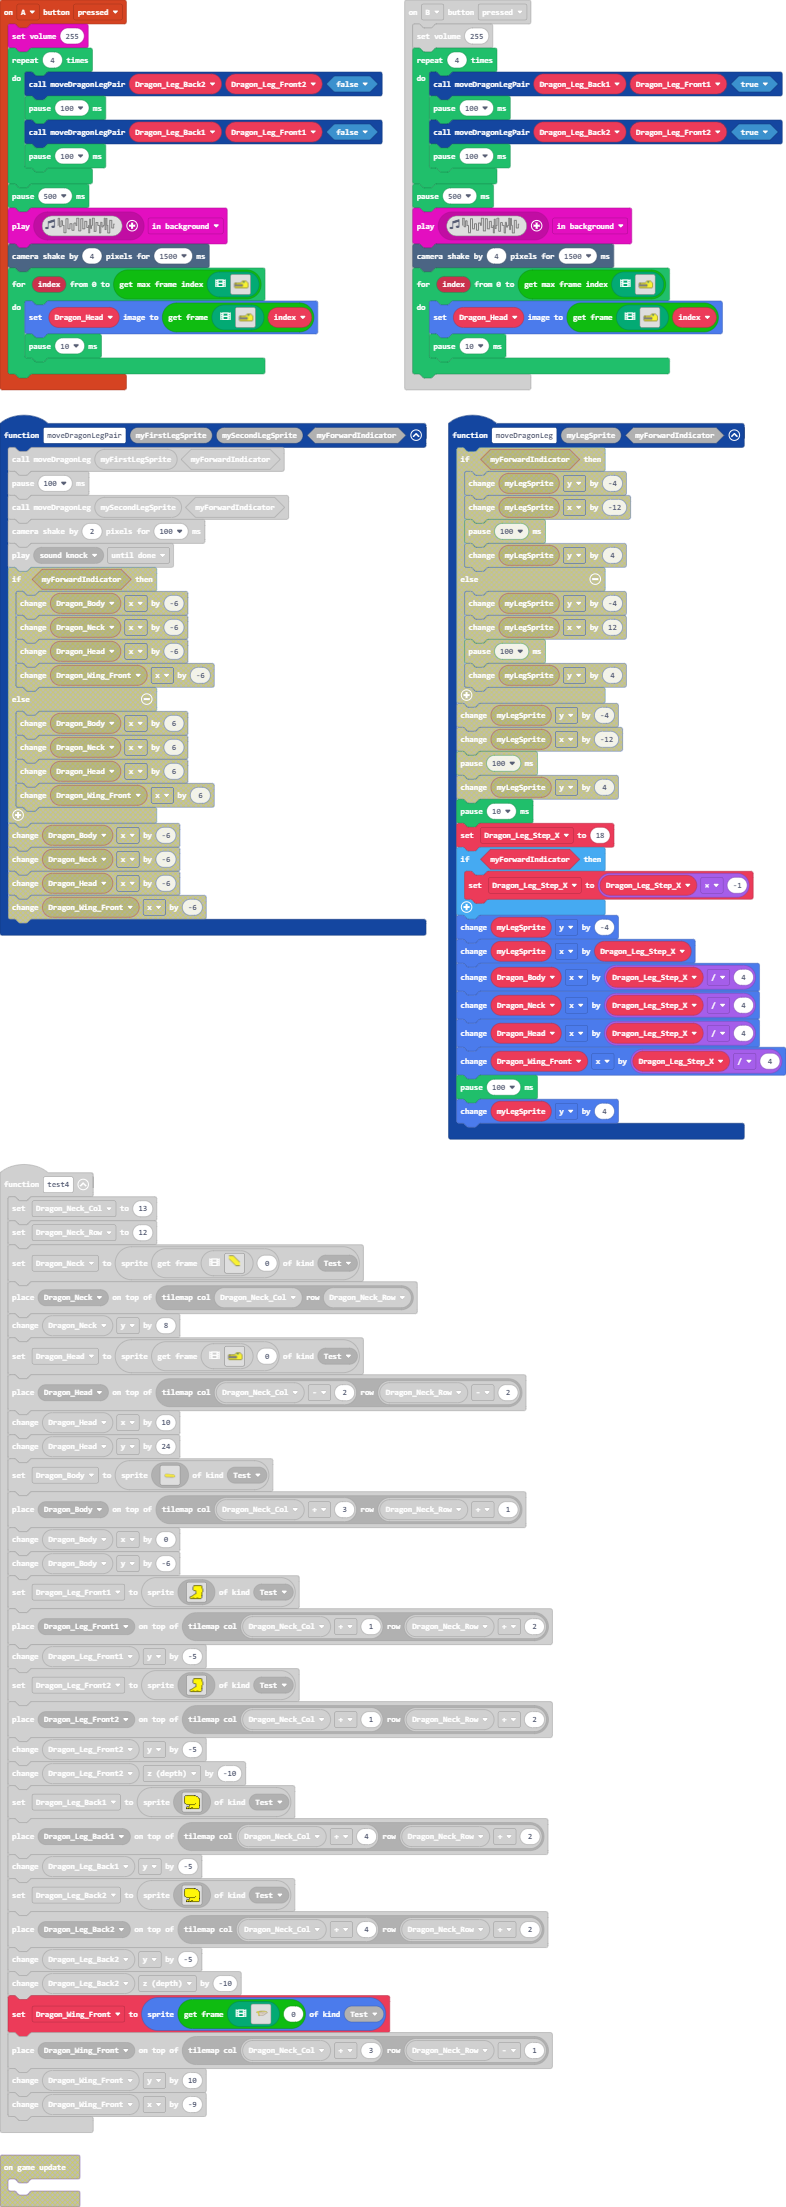 on A button pressed
set volume 255
repeat 4 times
do call moveDragonLegPair Dragon_Leg_Back2 Dragon_Leg_Front2 false
pause 100 ms
call moveDragonLegPair Dragon_Leg_Back1 Dragon_Leg_Front1 false
pause 100 ms
pause 500 ms
play in background
camera shake by 4 pixels for 1500 ms
for index from 0 to get max frame index
do
set Dragon_Head image to get frame index
pause 10 ms
on B button pressed
set volume 255
repeat 4 times
do call moveDragonLegPair Dragon_Leg_Back1 Dragon_Leg_Front1 true
pause 100 ms
call moveDragonLegPair Dragon_Leg_Back2 Dragon_Leg_Front2 true
pause 100 ms
pause 500 ms
play in background
camera shake by 4 pixels for 1500 ms
for index from 0 to get max frame index
do
set Dragon_Head image to get frame index
pause 10 ms
function moveDragonLegPair myFirstLegSprite mySecondLegSprite myForwardIndicator
call moveDragonLeg myFirstLegSprite myForwardIndicator
pause 100 ms
call moveDragonLeg mySecondLegSprite myForwardIndicator
camera shake by 2 pixels for 100 ms
play sound knock until done
if myForwardIndicator then
change Dragon_Body x by -6
change Dragon_Neck x by -6
change Dragon_Head x by -6
change Dragon_Wing_Front x by -6
else
change Dragon_Body x by 6
change Dragon_Neck x by 6
change Dragon_Head x by 6
change Dragon_Wing_Front x by 6
change Dragon_Body x by -6
change Dragon_Neck x by -6
change Dragon_Head x by -6
change Dragon_Wing_Front x by -6
function moveDragonLeg myLegSprite myForwardIndicator
if myForwardIndicator then
change myLegSprite y by -4
change myLegSprite x by -12
pause 100 ms
change myLegSprite y by 4
else
change myLegSprite y by -4
change myLegSprite x by 12
pause 100 ms
change myLegSprite y by 4
change myLegSprite y by -4
change myLegSprite x by -12
pause 100 ms
change myLegSprite y by 4
pause 10 ms
set Dragon_Leg_Step_X to 18
if myForwardIndicator then
set Dragon_Leg_Step_X to Dragon_Leg_Step_X × -1
change myLegSprite y by -4
change myLegSprite x by Dragon_Leg_Step_X
change Dragon_Body x by Dragon_Leg_Step_X / 4
change Dragon_Neck x by Dragon_Leg_Step_X / 4
change Dragon_Head x by Dragon_Leg_Step_X / 4
change Dragon_Wing_Front x by Dragon_Leg_Step_X / 4
pause 100 ms
change myLegSprite y by 4
function test4
set Dragon_Neck_Col to 13
set Dragon_Neck_Row to 12
set Dragon_Neck to sprite get frame 0 of kind Test
place Dragon_Neck on top of tilemap col Dragon_Neck_Col row Dragon_Neck_Row
change Dragon_Neck y by 8
set Dragon_Head to sprite get frame 0 of kind Test
place Dragon_Head on top of tilemap col Dragon_Neck_Col - 2 row Dragon_Neck_Row - 2
change Dragon_Head x by 10
change Dragon_Head y by 24
set Dragon_Body to sprite of kind Test
place Dragon_Body on top of tilemap col Dragon_Neck_Col + 3 row Dragon_Neck_Row + 1
change Dragon_Body x by 0
change Dragon_Body y by -6
set Dragon_Leg_Front1 to sprite of kind Test
place Dragon_Leg_Front1 on top of tilemap col Dragon_Neck_Col + 1 row Dragon_Neck_Row + 2
change Dragon_Leg_Front1 y by -5
set Dragon_Leg_Front2 to sprite of kind Test
place Dragon_Leg_Front2 on top of tilemap col Dragon_Neck_Col + 1 row Dragon_Neck_Row + 2
change Dragon_Leg_Front2 y by -5
change Dragon_Leg_Front2 z (depth) by -10
set Dragon_Leg_Back1 to sprite of kind Test
place Dragon_Leg_Back1 on top of tilemap col Dragon_Neck_Col + 4 row Dragon_Neck_Row + 2
change Dragon_Leg_Back1 y by -5
set Dragon_Leg_Back2 to sprite of kind Test
place Dragon_Leg_Back2 on top of tilemap col Dragon_Neck_Col + 4 row Dragon_Neck_Row + 2
change Dragon_Leg_Back2 y by -5
change Dragon_Leg_Back2 z (depth) by -10
set Dragon_Wing_Front to sprite get frame 0 of kind Test
place Dragon_Wing_Front on top of tilemap col Dragon_Neck_Col + 3 row Dragon_Neck_Row - 1
change Dragon_Wing_Front y by 10
change Dragon_Wing_Front x by -9
on game update